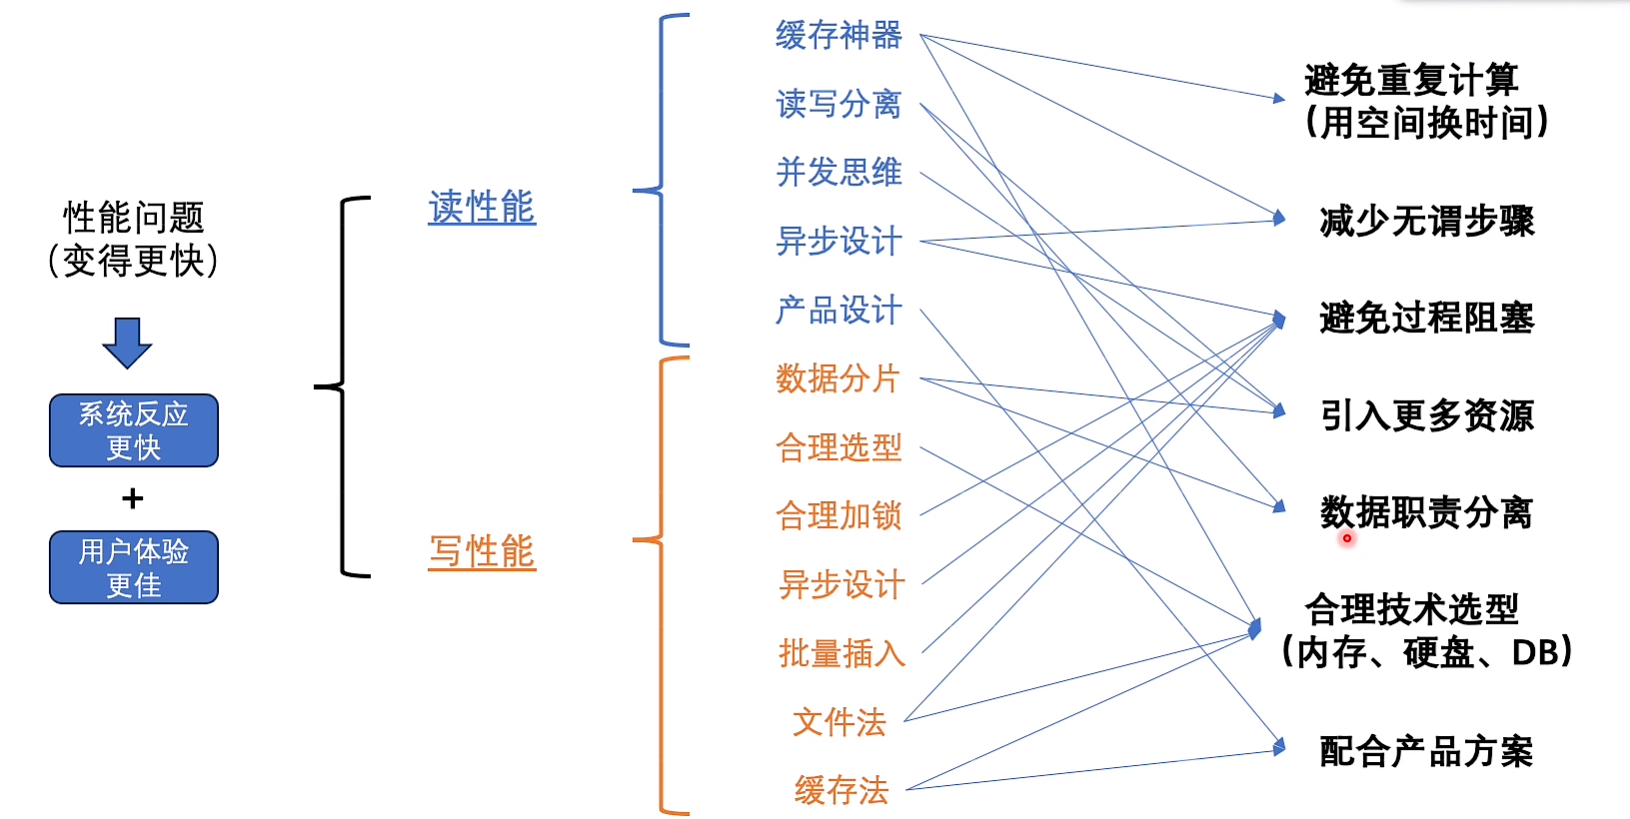 性能问题
（变得更快）
系统反应
更快
+
用户体验
更佳
读性能
写性能
缓存神器
读写分离
并发思维
异步设计
产品设计
数据分片
合理选型
合理加锁
异步设计
批量插入
文件法
缓存法
避免重复计算
（用空间换时间）
减少无谓步骤
避免过程阻塞
引入更多资源
数据职责分离
合理技术选型
（内存、硬盘、DB）
配合产品方案